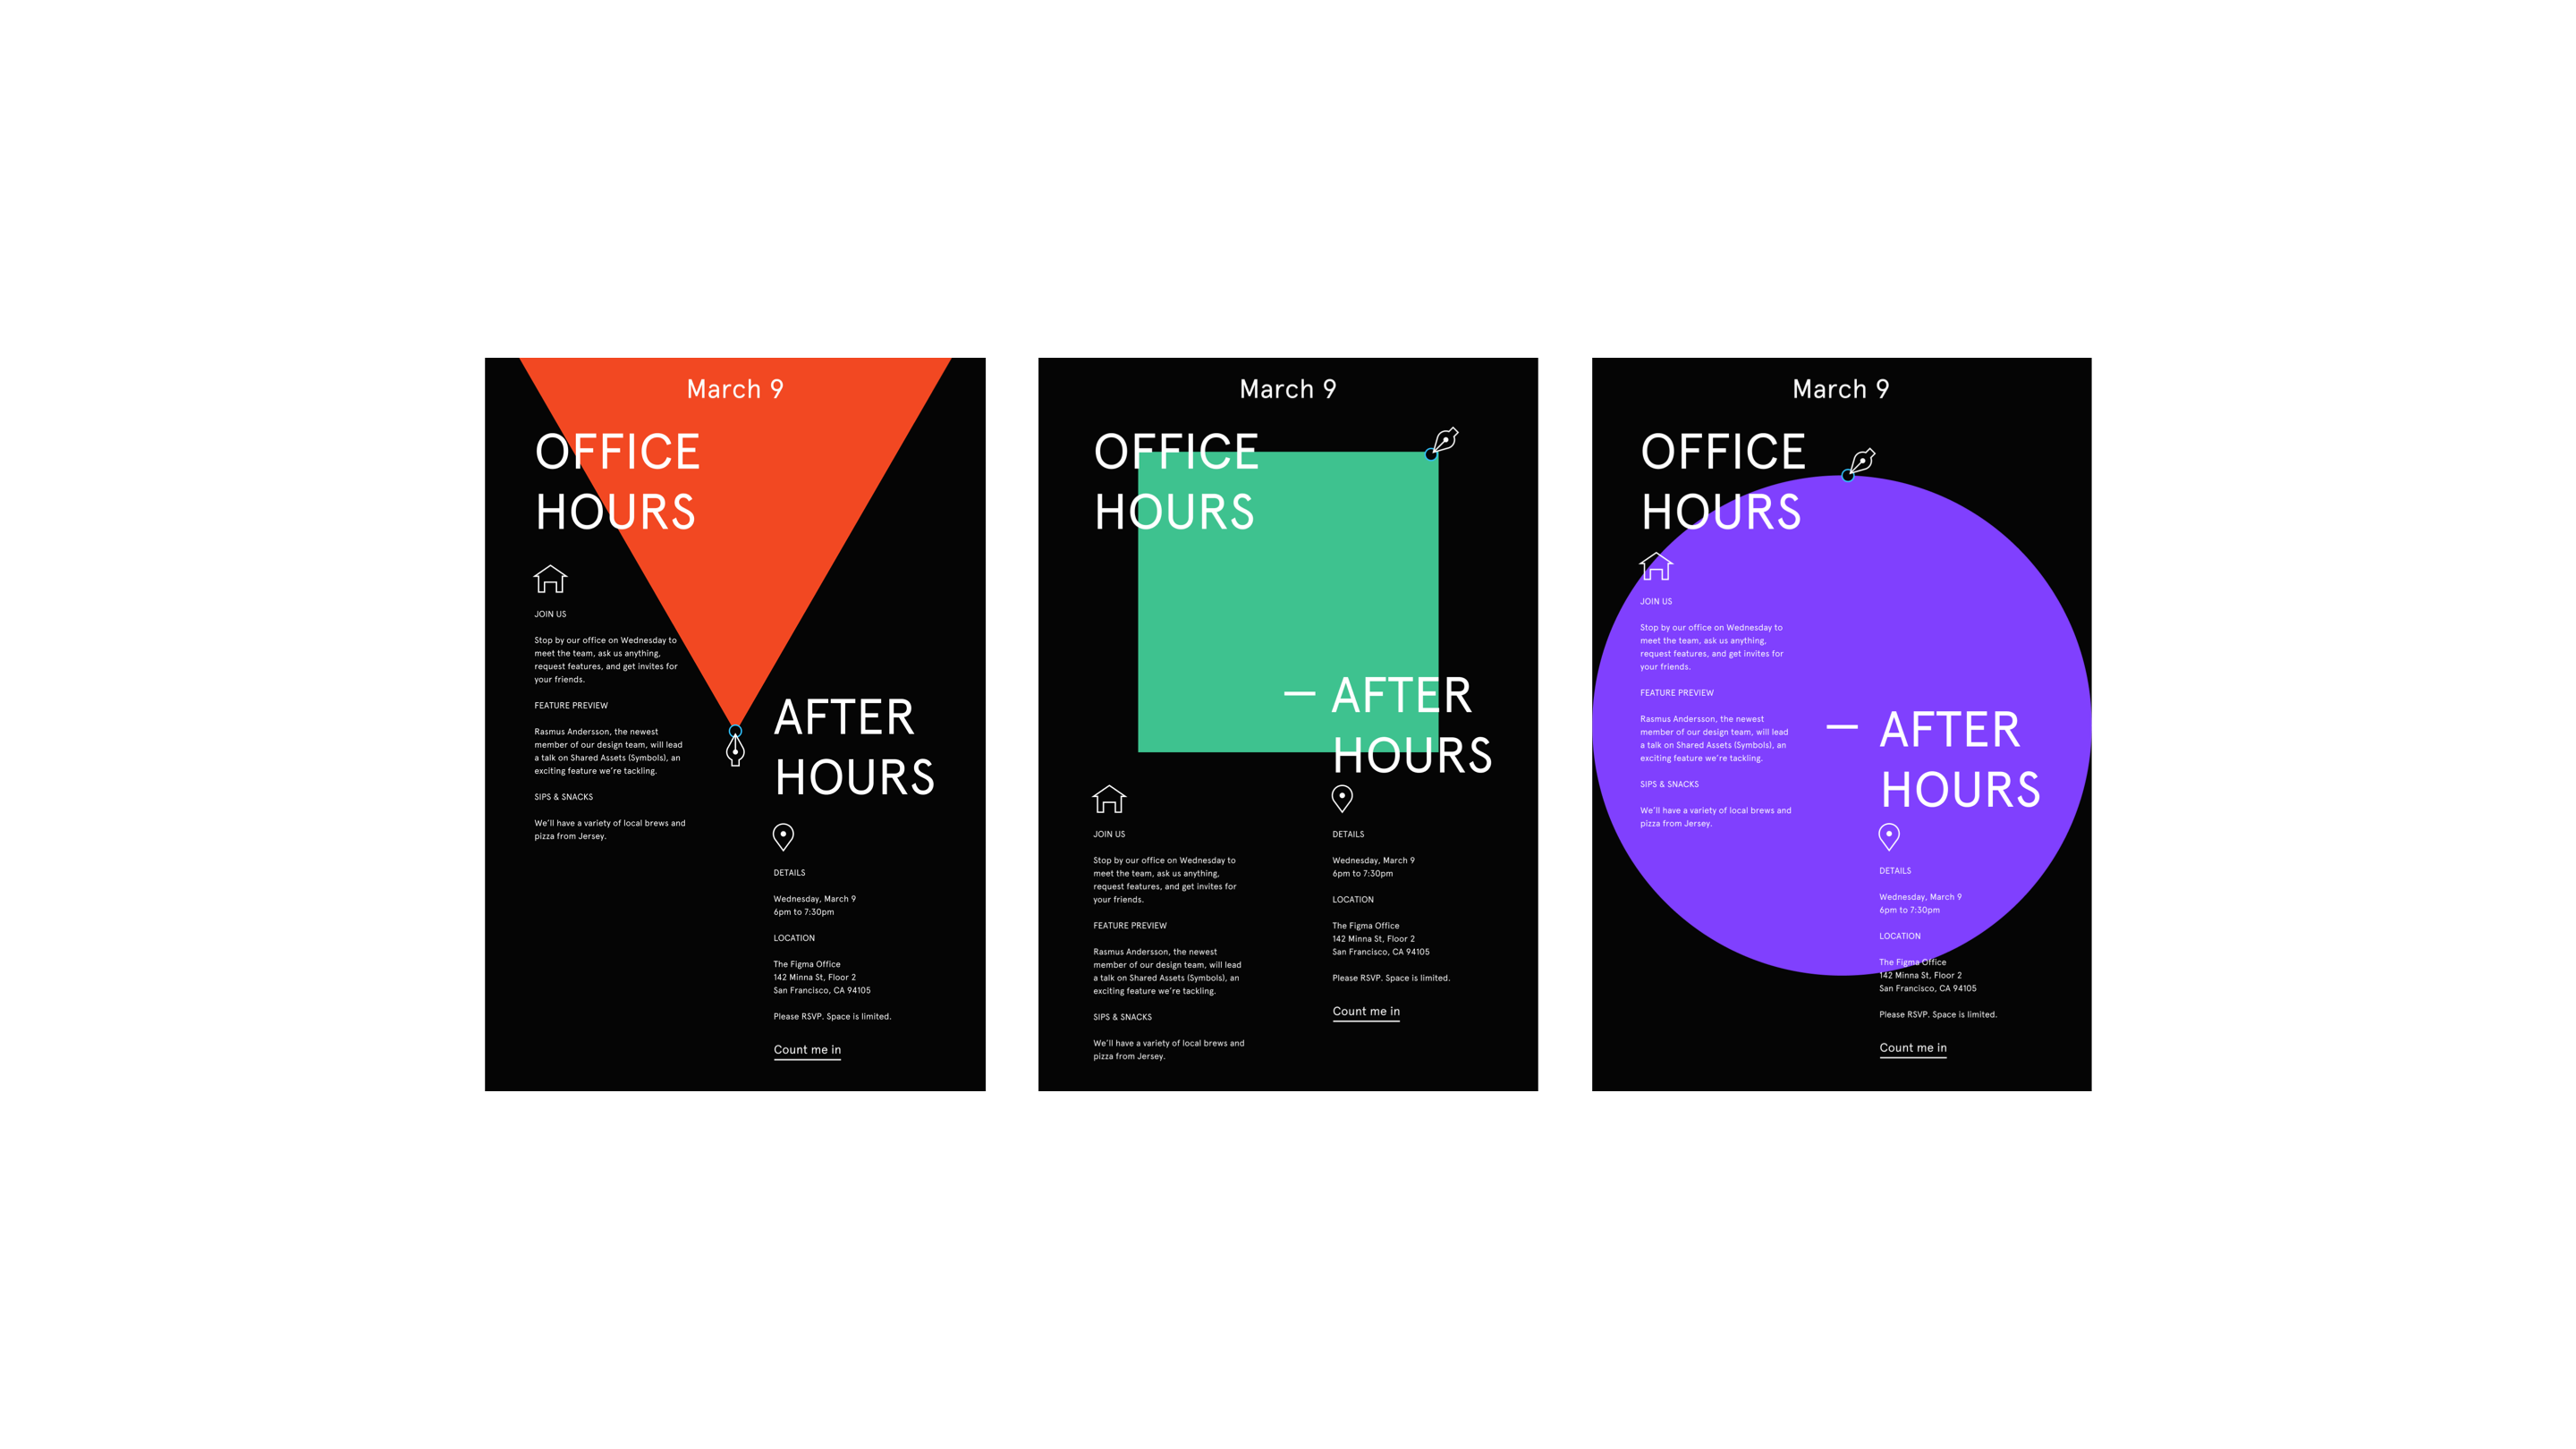 March 9
OFFICE
HOURS
JOIN US
Stop by our office on Wednesday to
meet the team, ask us anything,
request features, and get invites for
your friends.
FEATURE PREVIEW
Rasmus Andersson, the newest
member of our design team, will lead
a talk on Shared Assets (Symbols), an
exciting feature we're tackling.
SIPS & SNACKS
We'll have a variety of local brews and
pizza from Jersey.
AFTER
HOURS
DETAILS
Wednesday, March 9
6pm to 7:30pm
LOCATION
The Figma Office
142 Minna St, Floor 2
San Francisco, CA 94105
Please RSVP. Space is limited.
Count me in
March 9
OFFICE
HOURS
— AFTER
HOURS
JOIN US
Stop by our office on Wednesday to
meet the team, ask us anything,
request features, and get invites for
your friends.
FEATURE PREVIEW
Rasmus Andersson, the newest
member of our design team, will lead
a talk on Shared Assets (Symbols), an
exciting feature we're tackling.
SIPS & SNACKS
We'll have a variety of local brews and
pizza from Jersey.
DETAILS
Wednesday, March 9
6pm to 7:30pm
LOCATION
The Figma Office
142 Minna St, Floor 2
San Francisco, CA 94105
Please RSVP. Space is limited.
Count me in
March 9
OFFICE
HOURS
JOIN US
Stop by our office on Wednesday to
meet the team, ask us anything,
request features, and get invites for
your friends.
FEATURE PREVIEW
Rasmus Andersson, the newest
member of our design team, will lead
a talk on Shared Assets (Symbols), an
exciting feature we're tackling.
SIPS & SNACKS
We'll have a variety of local brews and
pizza from Jersey.
— AFTER
HOURS
DETAILS
Wednesday, March 9
6pm to 7:30pm
LOCATION
The Figma Office
142 Minna St, Floor 2
San Francisco, CA 94105
Please RSVP. Space is limited.
Count me in